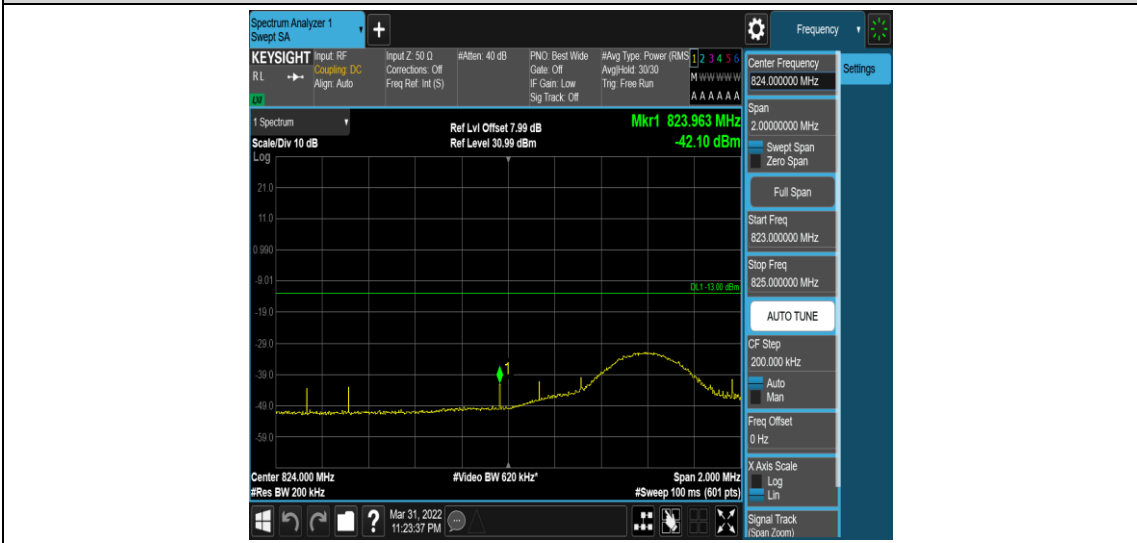 Spectrum Analyzer 1
Swept SA
+
Frequency
KEYSIGHT
RL
LXI
Input: RF
Coupling: DC
Align: Auto
Input Z: 50 Ω
Corrections: Off
Freq Ref: Int (S)
#Atten: 40 dB
PNO: Best Wide
Gate: Off
IF Gain: Low
Sig Track: Off
#Avg Type: Power (RMS
Avg|Hold: 30/30
Trig: Free Run
1 2 3 4 5 6
M W W W W W
A A A A A A
1 Spectrum
Scale/Div 10 dB
Log
Ref Lvl Offset 7.99 dB
Ref Level 30.99 dBm
Mkr1 823.963 MHz
-42.10 dBm
21.0
11.0
0.990
-9.01
DL1 -13.00 dBm
-19.0
-29.0
-39.0
1
-49.0
-59.0
Center 824.000 MHz
#Res BW 200 kHz
#Video BW 620 kHz*
Span 2.000 MHz
#Sweep 100 ms (601 pts)
?
Mar 31, 2022
11:23:37 PM
Center Frequency
824.000000 MHz
Settings
Span
2.00000000 MHz
Swept Span
Zero Span
Full Span
Start Freq
823.000000 MHz
Stop Freq
825.000000 MHz
AUTO TUNE
CF Step
200.000 kHz
Auto
Man
Freq Offset
0 Hz
X Axis Scale
Log
Lin
Signal Track
(Span Zoom)